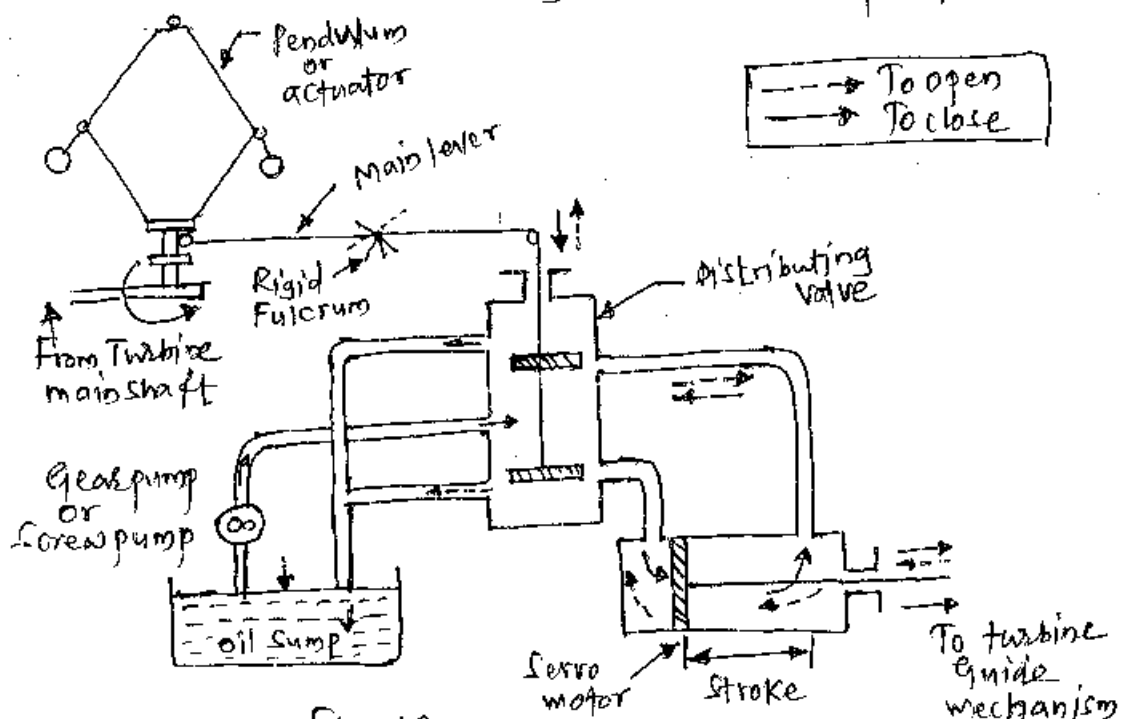 Pendulum
or
actuator
To open
To close
Main lever
Rigid
Fulcrum
Distributing
valve
From Turbine
main shaft
Gear pump
or
Screw pump
oil sump
Servo
motor
Stroke
To turbine
Guide
mechanism